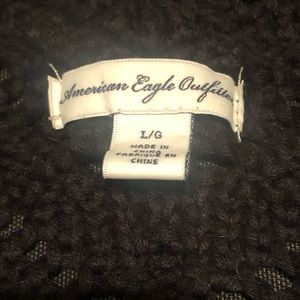 American Eagle Outfitters
L/G
MADE IN
CHINA
FABRIQUÉ EN
CHINE